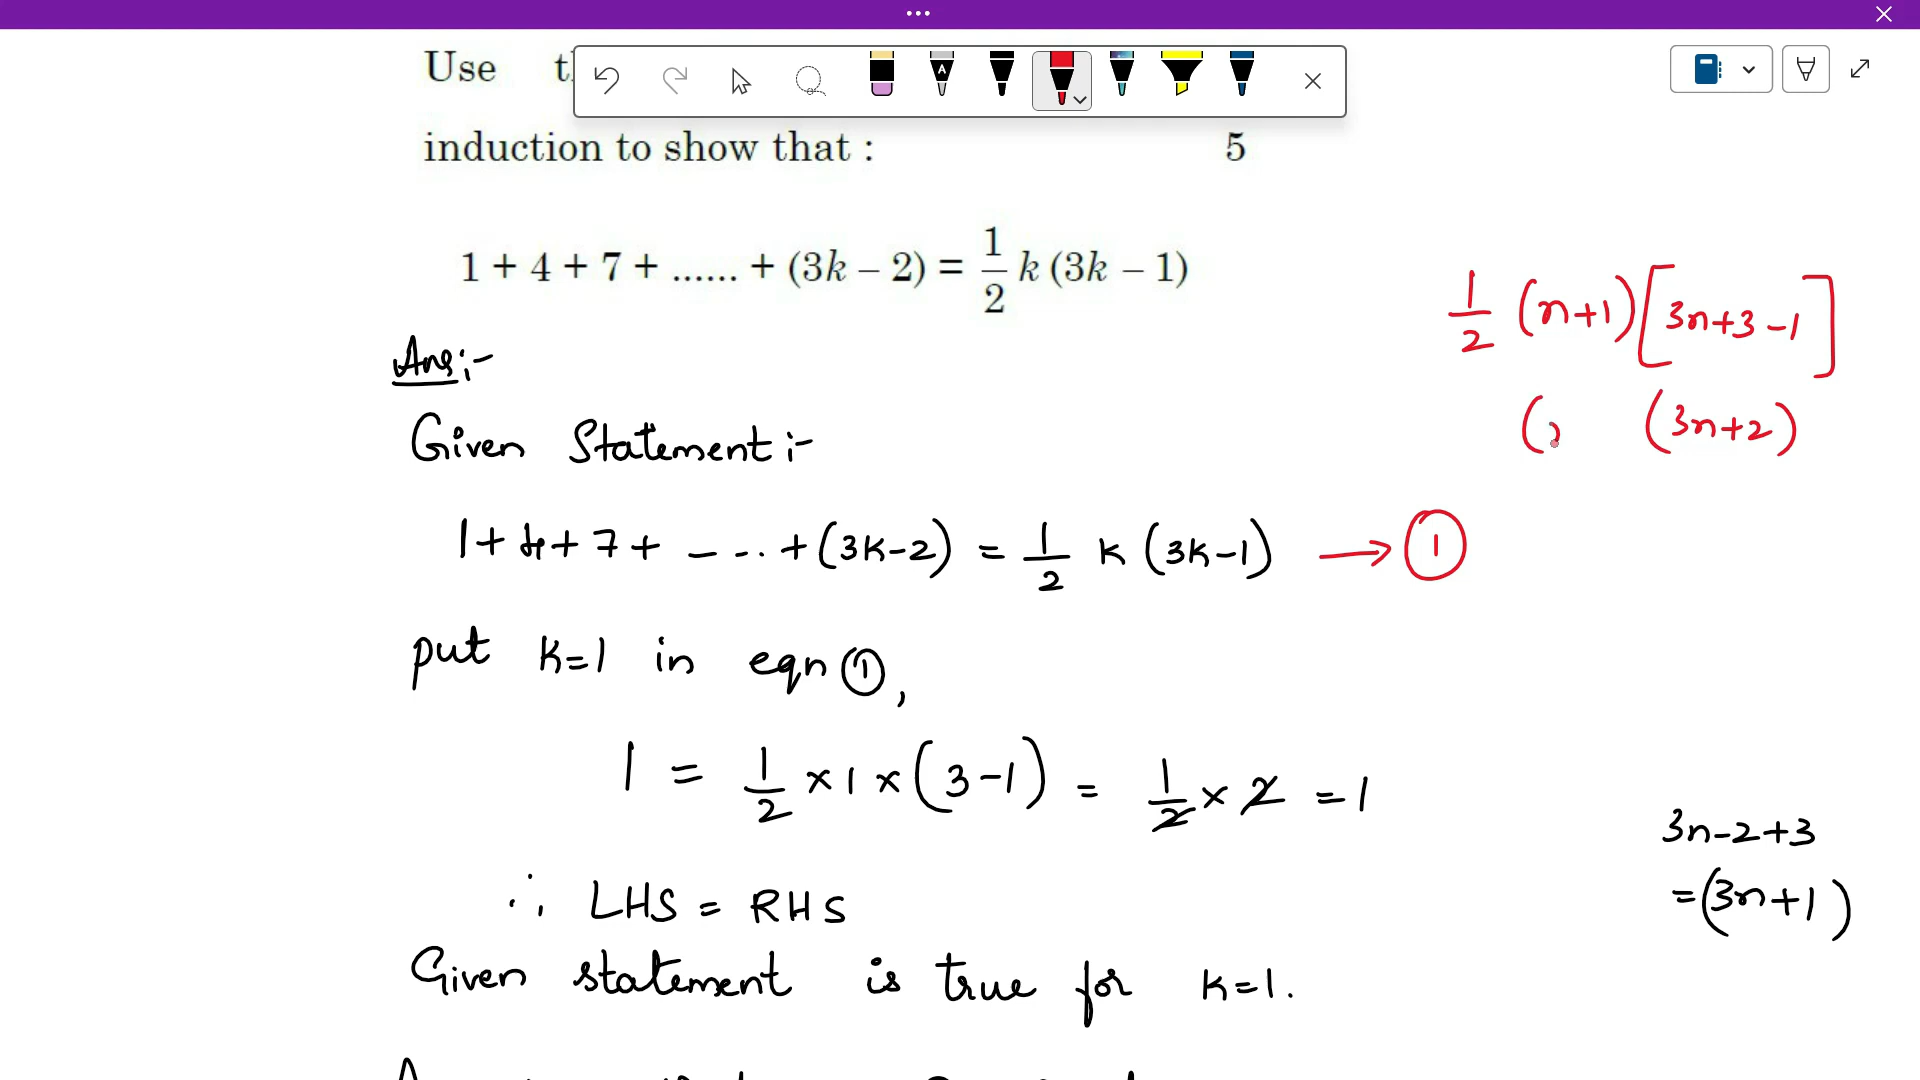 Use
induction to show that : 5
1 + 4 + 7 + ...... + (3k – 2) = 1/2 k (3k – 1)
1/2 (n+1)[3n+3-1]
( ) (3n+2)
Ans:-
Given Statement:-
1+4+7+ - - .. +(3k-2) = 1/2 k (3k-1) → ①
put k=1 in eqn ①,
1 = 1/2 × 1 × (3-1) = 1/2 × 2 = 1
3n-2+3
=(3n+1)
∴ LHS = RHS
Given statement is true for k=1.